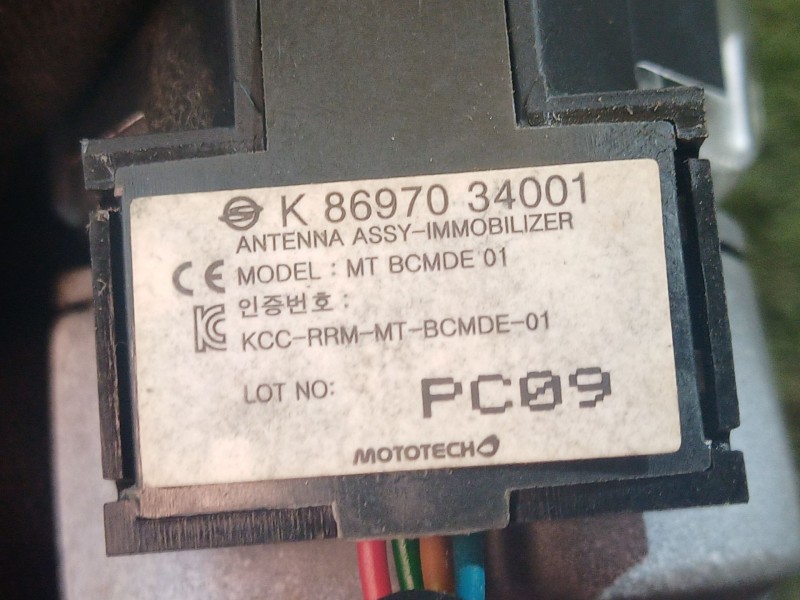 K 86970 34001
ANTENNA ASSY-IMMOBILIZER
CE MODEL : MT BCMDE 01
인증번호 :
KCC-RRM-MT-BCMDE-01
LOT NO: PC09
MOTOTECH